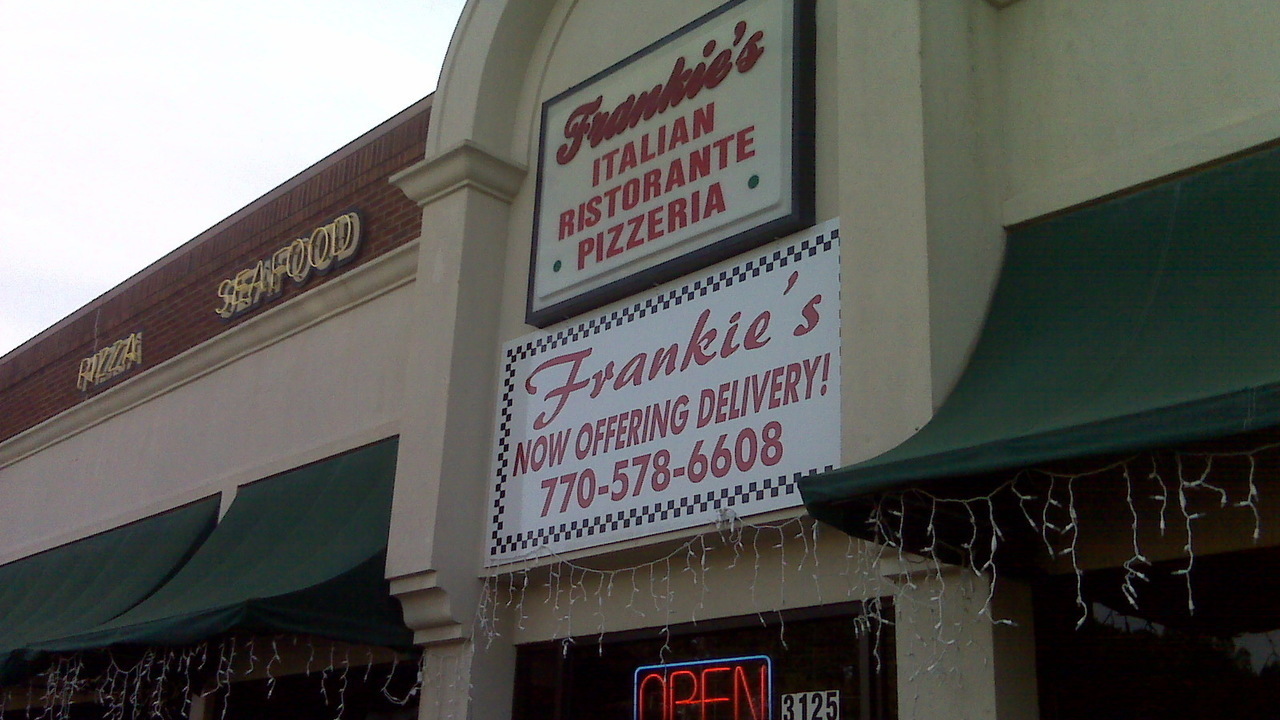 Frankie's
ITALIAN
RISTORANTE
PIZZERIA
SEAFOOD
PIZZA
Frankie's
NOW OFFERING DELIVERY!
770-578-6608
OPEN
3125